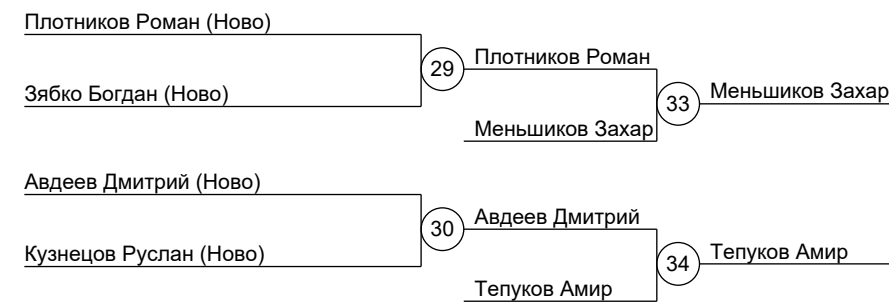 Плотников Роман (Ново)
29
Плотников Роман
Зябко Богдан (Ново)
33
Меньшиков Захар
Меньшиков Захар
Авдеев Дмитрий (Ново)
30
Авдеев Дмитрий
Кузнецов Руслан (Ново)
34
Тепуков Амир
Тепуков Амир